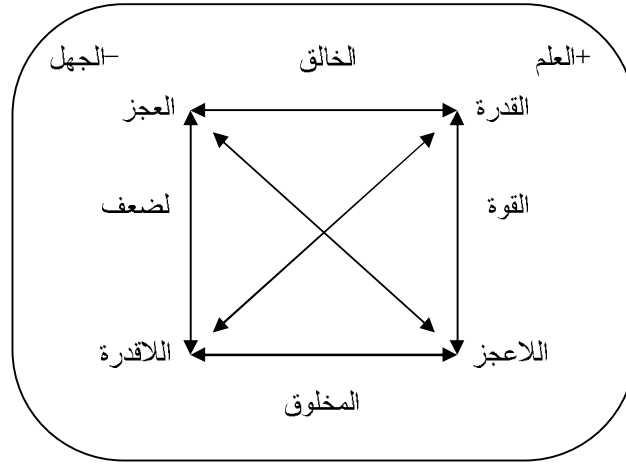 +العلم
الخالق
–الجهل
القدرة
العجز
القوة
لضعف
اللاعجز
اللاقدرة
المخلوق